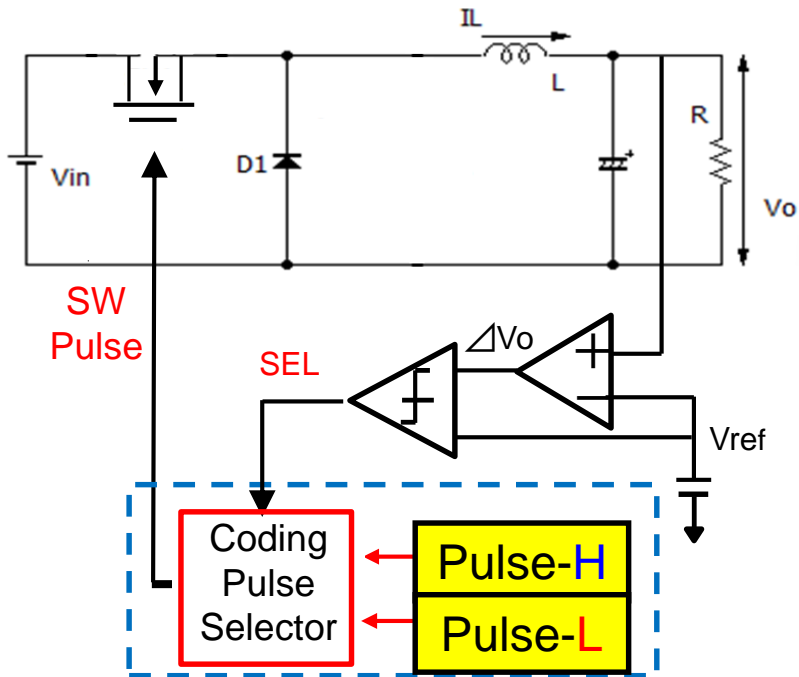 IL
L
R
D1
Vin
Vo
SW
Pulse
⊿Vo
SEL
Vref
Coding
Pulse
Selector
Pulse-H
Pulse-L